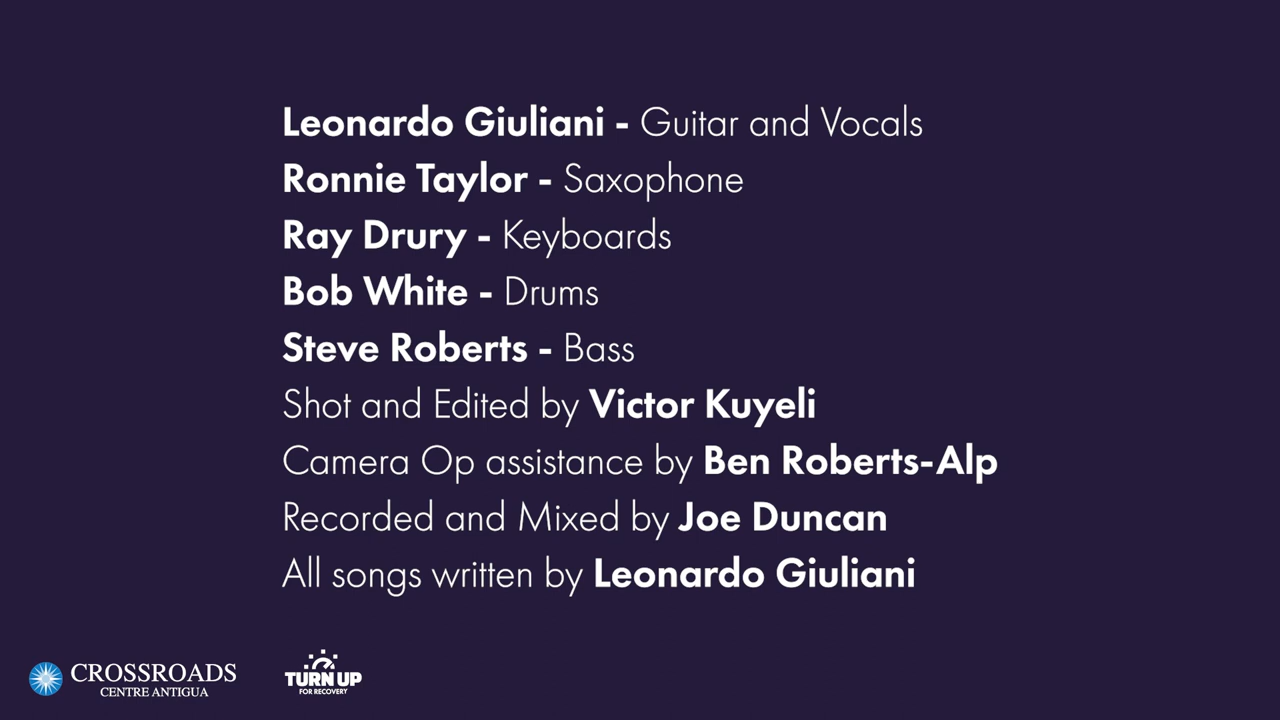 Leonardo Giuliani - Guitar and Vocals
Ronnie Taylor - Saxophone
Ray Drury - Keyboards
Bob White - Drums
Steve Roberts - Bass
Shot and Edited by Victor Kuyeli
Camera Op assistance by Ben Roberts-Alp
Recorded and Mixed by Joe Duncan
All songs written by Leonardo Giuliani
CROSSROADS
CENTRE ANTIGUA
TURN UP
FOR RECOVERY